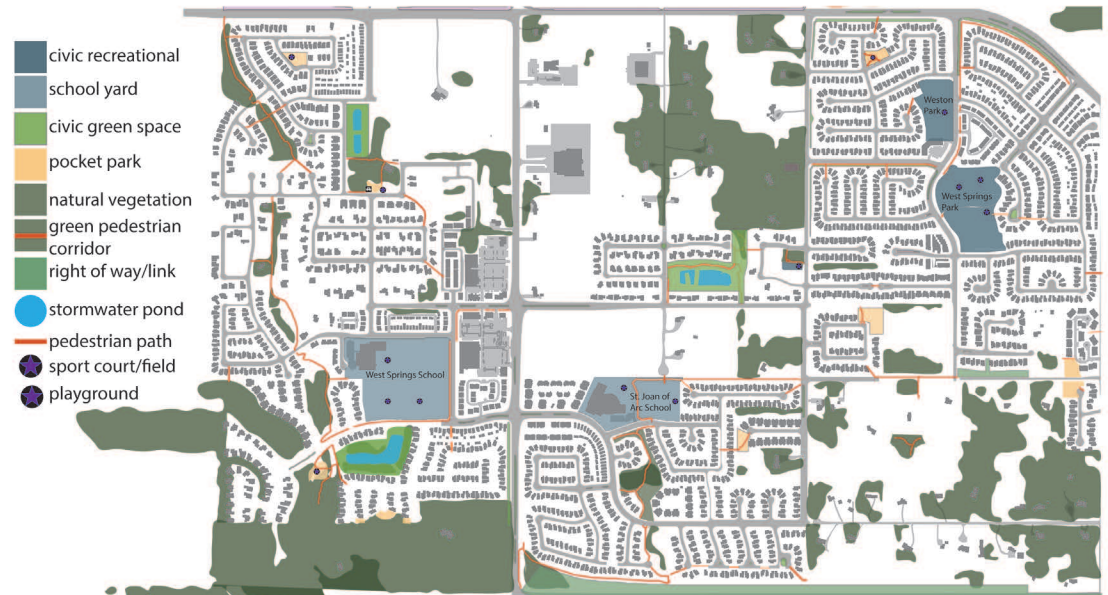 civic recreational
school yard
civic green space
pocket park
natural vegetation
green pedestrian
corridor
right of way/link
stormwater pond
pedestrian path
sport court/field
playground
Weston
Park
West Springs
Park
West Springs School
St. Joan of
Arc School